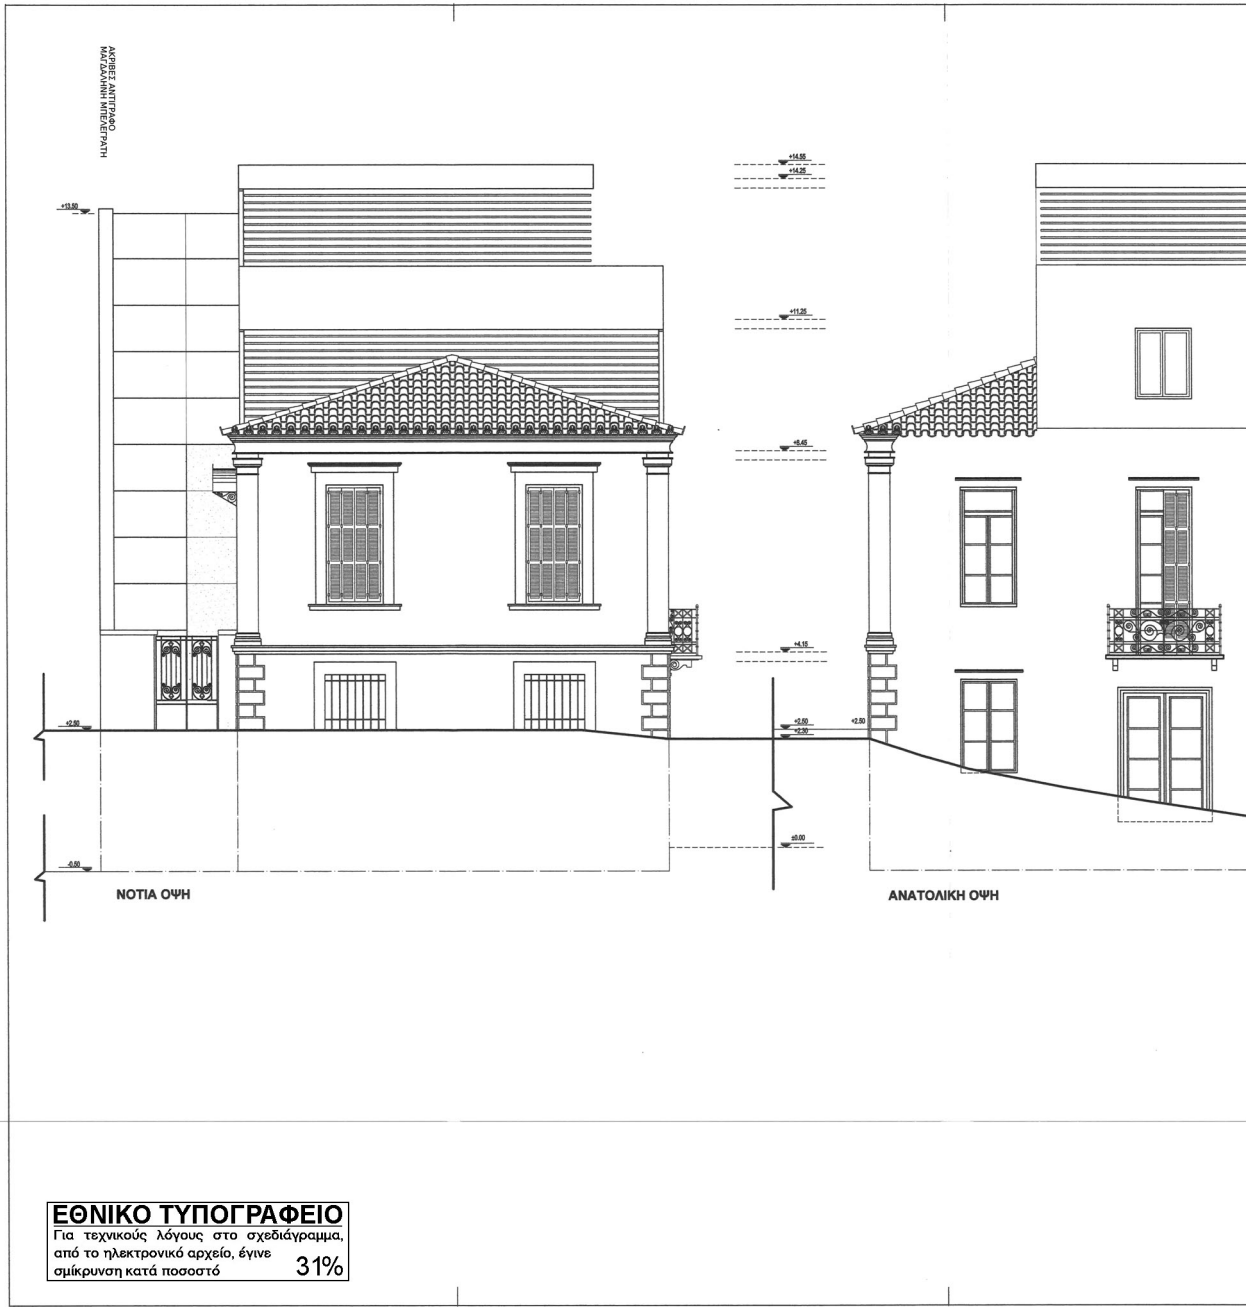 ΑΚΡΙΒΕΣ ΑΝΤΙΓΡΑΦΟ
ΜΑΓΔΑΛΗΝΗ ΜΠΕΛΕΓΡΑΤΗ
+14.55
+14.25
+13.50
+11.25
+8.45
+4.15
+2.50
+2.50
+2.50
+2.30
±0.00
-0.50
ΝΟΤΙΑ ΟΨΗ
ΑΝΑΤΟΛΙΚΗ ΟΨΗ
ΕΘΝΙΚΟ ΤΥΠΟΓΡΑΦΕΙΟ
Για τεχνικούς λόγους στο σχεδιάγραμμα,
από το ηλεκτρονικό αρχείο, έγινε
σμίκρυνση κατά ποσοστό 31%